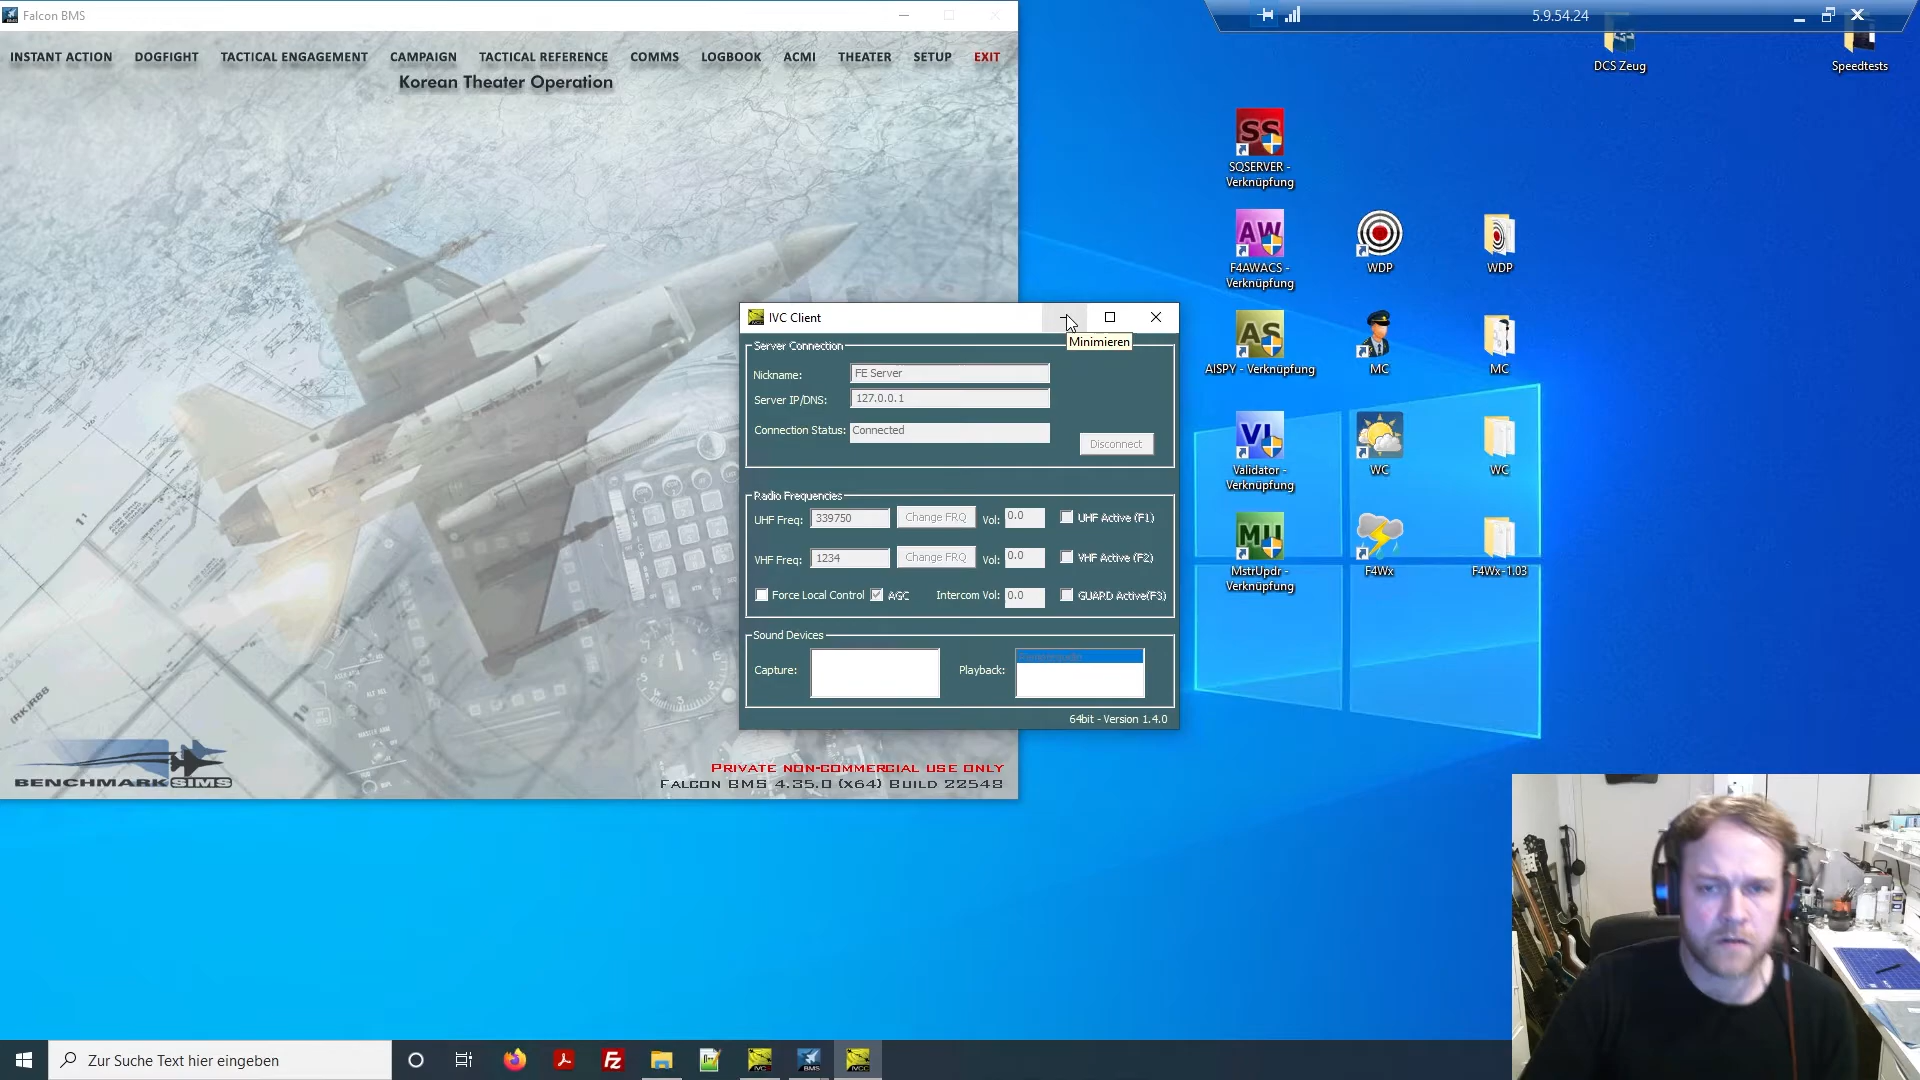 Falcon BMS
5.9.54.24
INSTANT ACTION DOGFIGHT TACTICAL ENGAGEMENT CAMPAIGN TACTICAL REFERENCE COMMS LOGBOOK ACMI THEATER SETUP EXIT
Korean Theater Operation
DCS Zeug
Speedtests
SS
SQSERVER -
Verknüpfung
AW
F4AWACS -
Verknüpfung
WDP
WDP
AS
AISPY - Verknüpfung
MC
MC
VL
Validator -
Verknüpfung
WC
WC
MU
MstrUpdr -
Verknüpfung
F4Wx
F4Wx-1.03
IVC Client
Minimieren
Server Connection
Nickname: FE Server
Server IP/DNS: 127.0.0.1
Connection Status: Connected
Disconnect
Radio Frequencies
UHF Freq: 339750 Change FRQ Vol: 0.0 UHF Active (F1)
VHF Freq: 1234 Change FRQ Vol: 0.0 VHF Active (F2)
Force Local Control AGC Intercom Vol: 0.0 GUARD Active(F3)
Sound Devices
Capture: Playback:
64bit - Version 1.4.0
BENCHMARKSIMS
PRIVATE NON-COMMERCIAL USE ONLY
FALCON BMS 4.35.0 (X64) BUILD 22548
Zur Suche Text hier eingeben